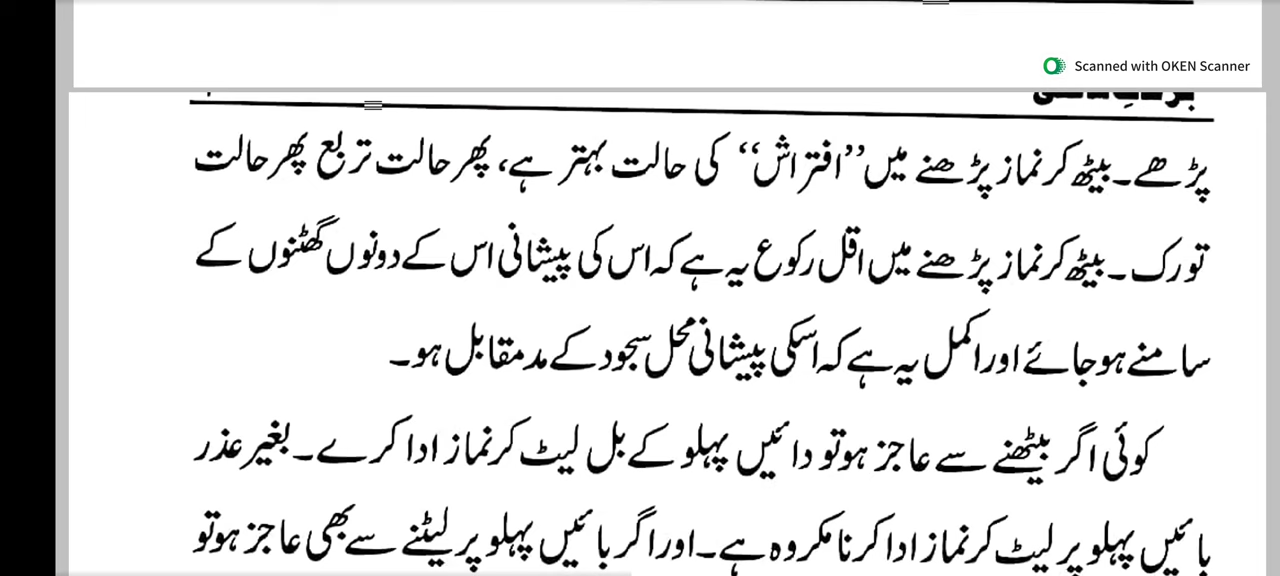 Scanned with OKEN Scanner
پڑھے۔ بیٹھ کر نماز پڑھنے میں ’’افتراش‘‘ کی حالت بہتر ہے، پھر حالت تربع پھر حالت
تورک۔ بیٹھ کر نماز پڑھنے میں اقل رکوع یہ ہے کہ اس کی پیشانی اس کے دونوں گھٹنوں کے
سامنے ہو جائے اور اکمل یہ ہے کہ اسکی پیشانی محل سجود کے مدمقابل ہو۔
کوئی اگر بیٹھنے سے عاجز ہو تو دائیں پہلو کے بل لیٹ کر نماز ادا کرے۔ بغیر عذر
بائیں پہلو پر لیٹ کر نماز ادا کرنا مکروہ ہے۔ اور اگر بائیں پہلو پر لیٹنے سے بھی عاجز ہو تو